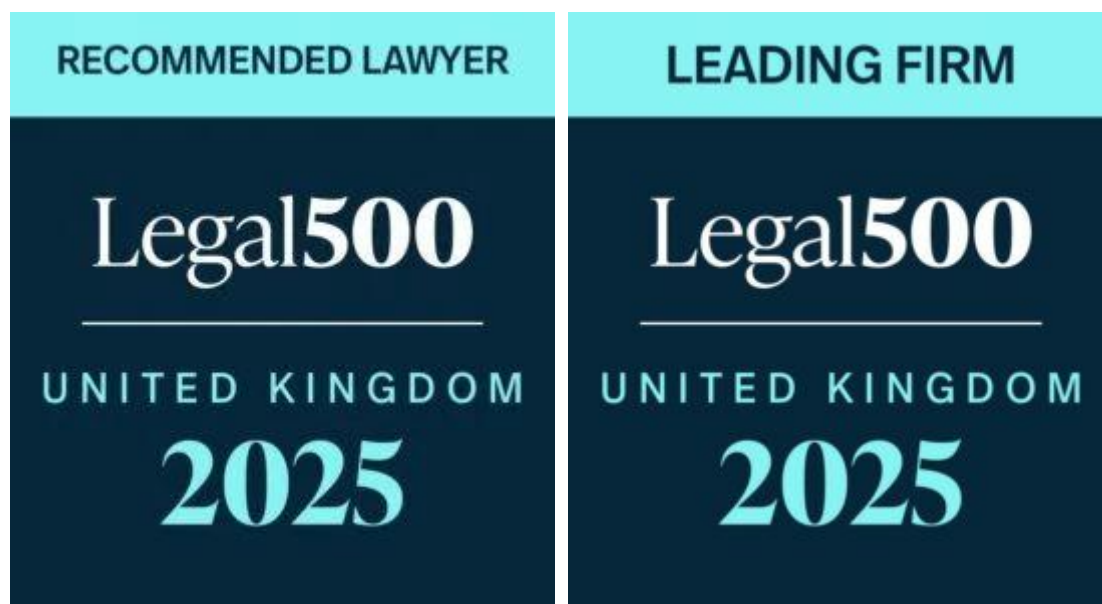 RECOMMENDED LAWYER
Legal500
UNITED KINGDOM
2025
LEADING FIRM
Legal500
UNITED KINGDOM
2025